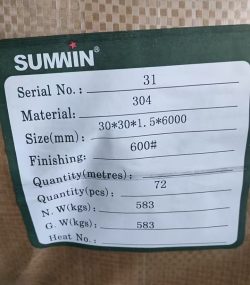 SUMWIN®
Serial No.: 31
Material: 304
Size(mm): 30*30*1.5*6000
Finishing: 600#
Quantity(metres):
Quantity(pcs): 72
N. W(kgs): 583
G. W(kgs): 583
Heat No.: